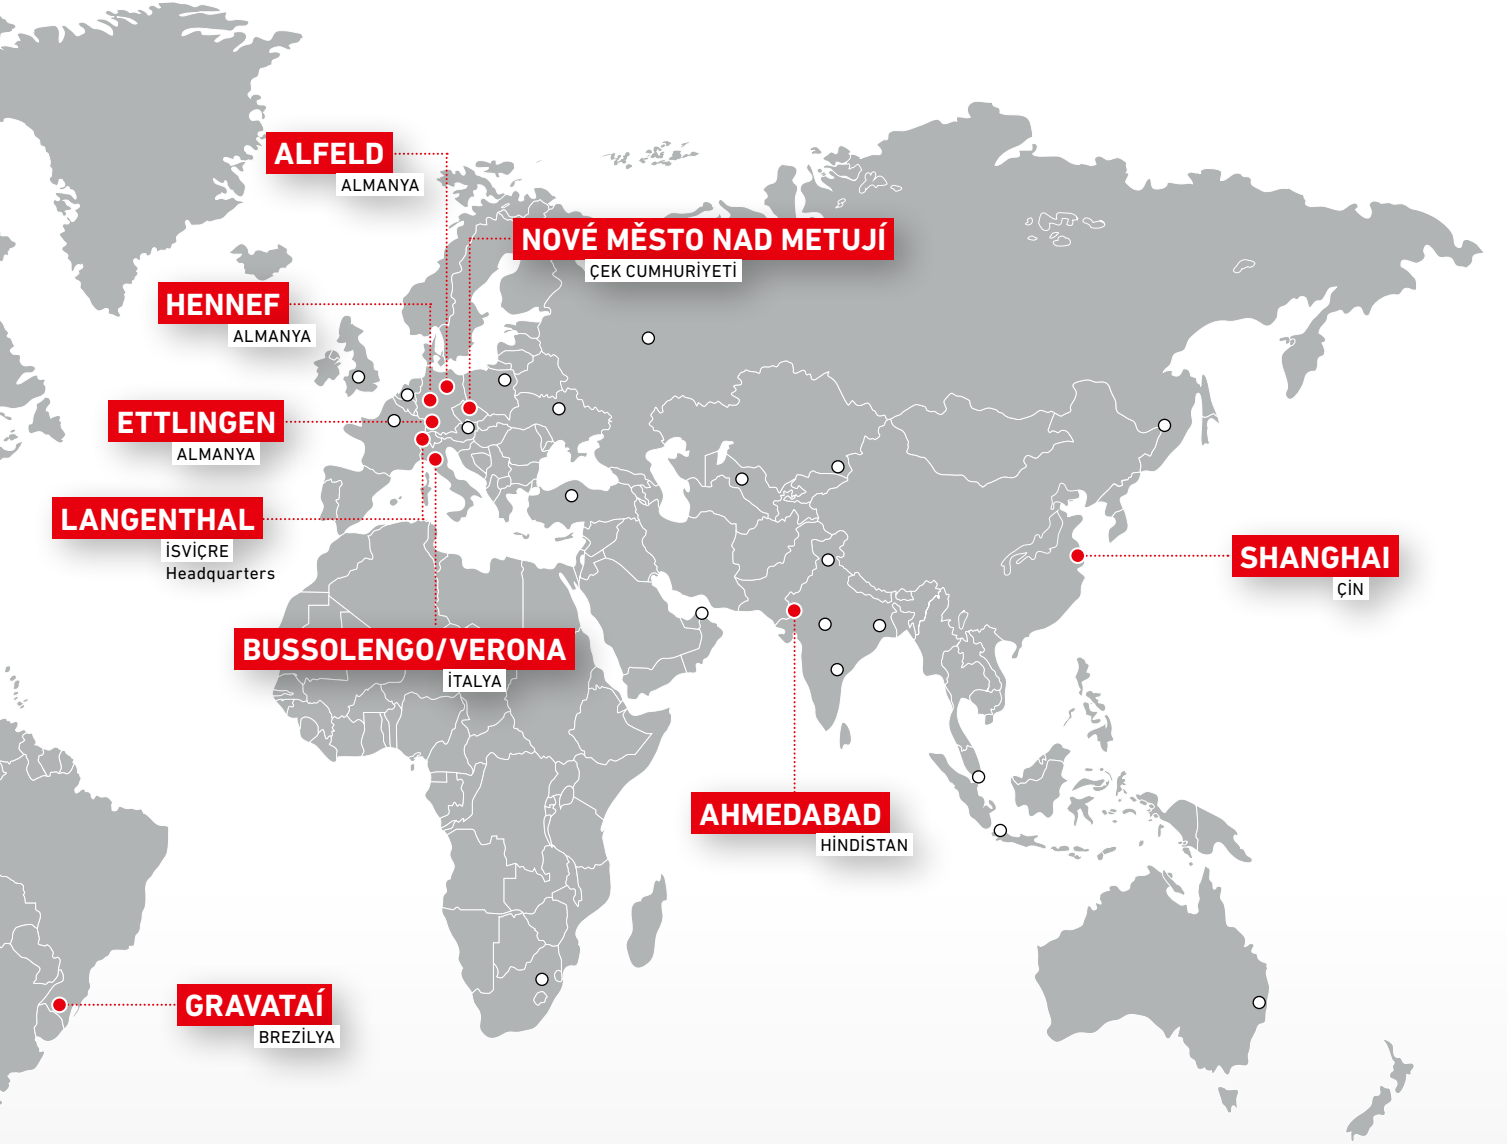 ALFELD
ALMANYA
NOVÉ MĚSTO NAD METUJÍ
ÇEK CUMHURİYETİ
HENNEF
ALMANYA
ETTLINGEN
ALMANYA
LANGENTHAL
İSVİÇRE
Headquarters
SHANGHAI
ÇİN
BUSSOLENGO/VERONA
İTALYA
AHMEDABAD
HİNDİSTAN
GRAVATAÍ
BREZİLYA